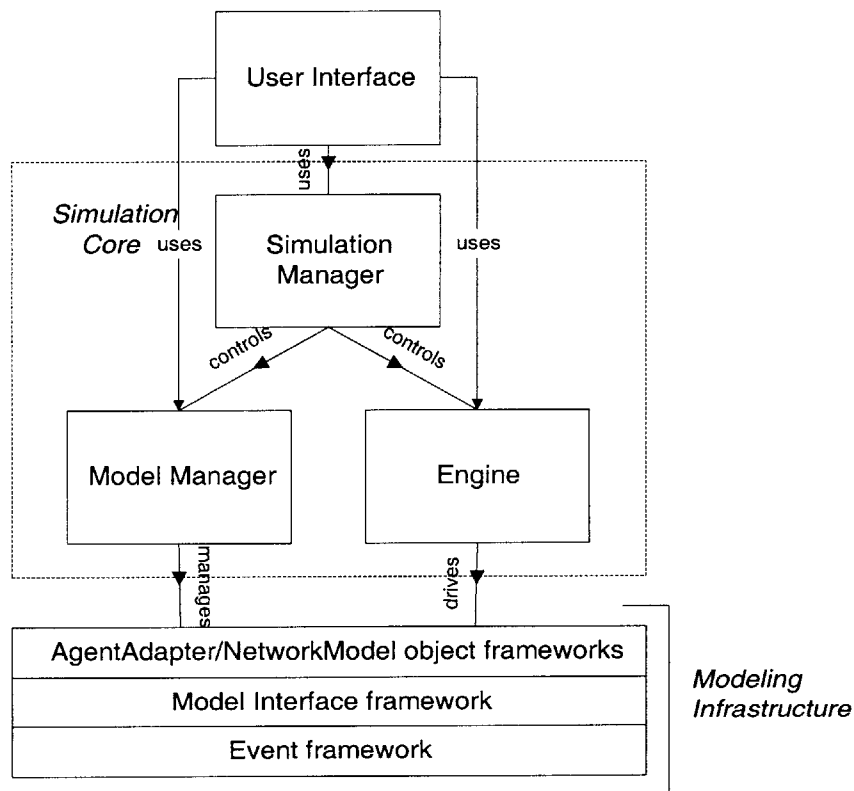 User Interface
uses
Simulation
Core
uses
Simulation
Manager
uses
controls
controls
Model Manager
Engine
manages
drives
AgentAdapter/NetworkModel object frameworks
Model Interface framework
Event framework
Modeling
Infrastructure